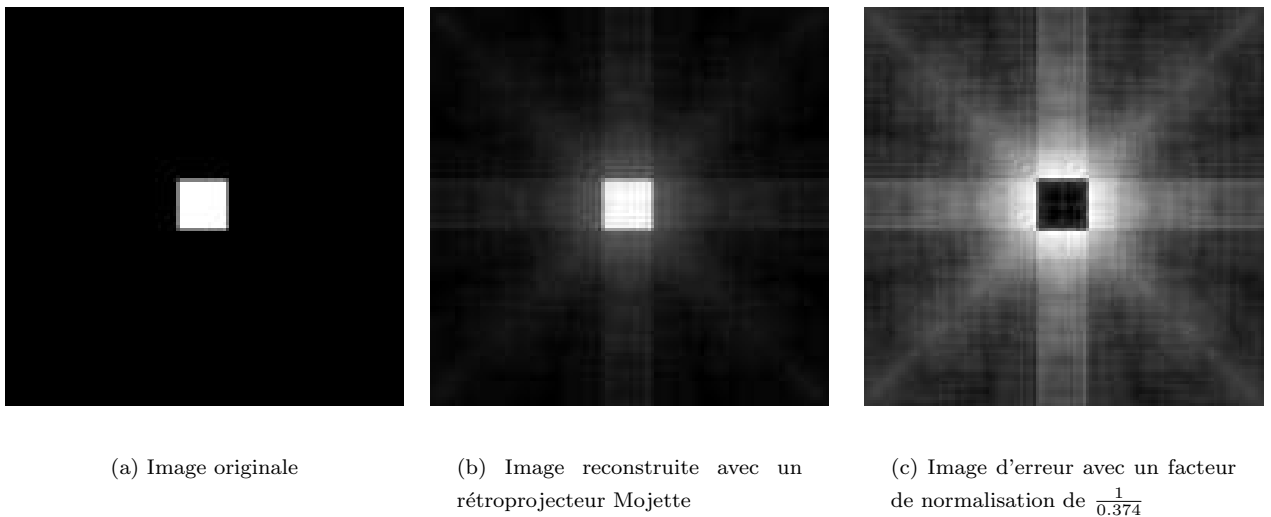 (a) Image originale
(b) Image reconstruite avec un
rétroprojecteur Mojette
(c) Image d'erreur avec un facteur
de normalisation de 1/0.374